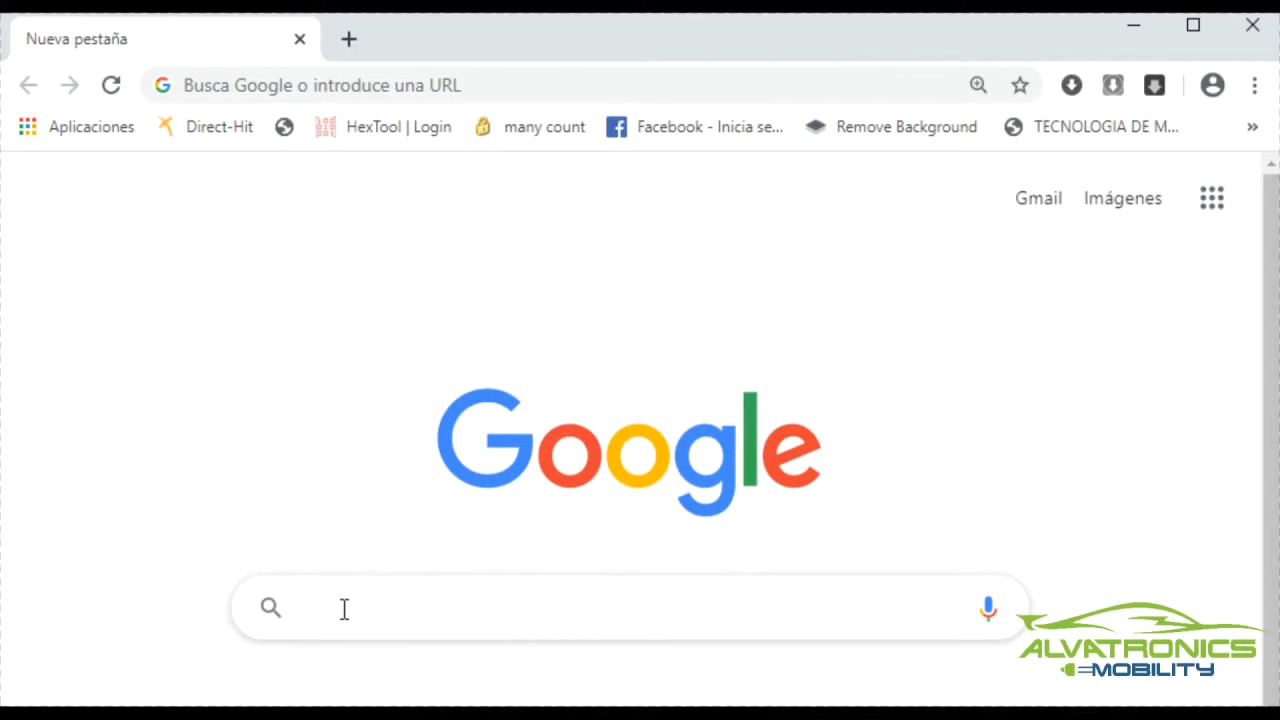 Nueva pestaña
Busca Google o introduce una URL
Aplicaciones Direct-Hit HexTool | Login many count Facebook - Inicia se... Remove Background TECNOLOGIA DE M... »
Gmail Imágenes
Google
ALVATRONICS
MOBILITY